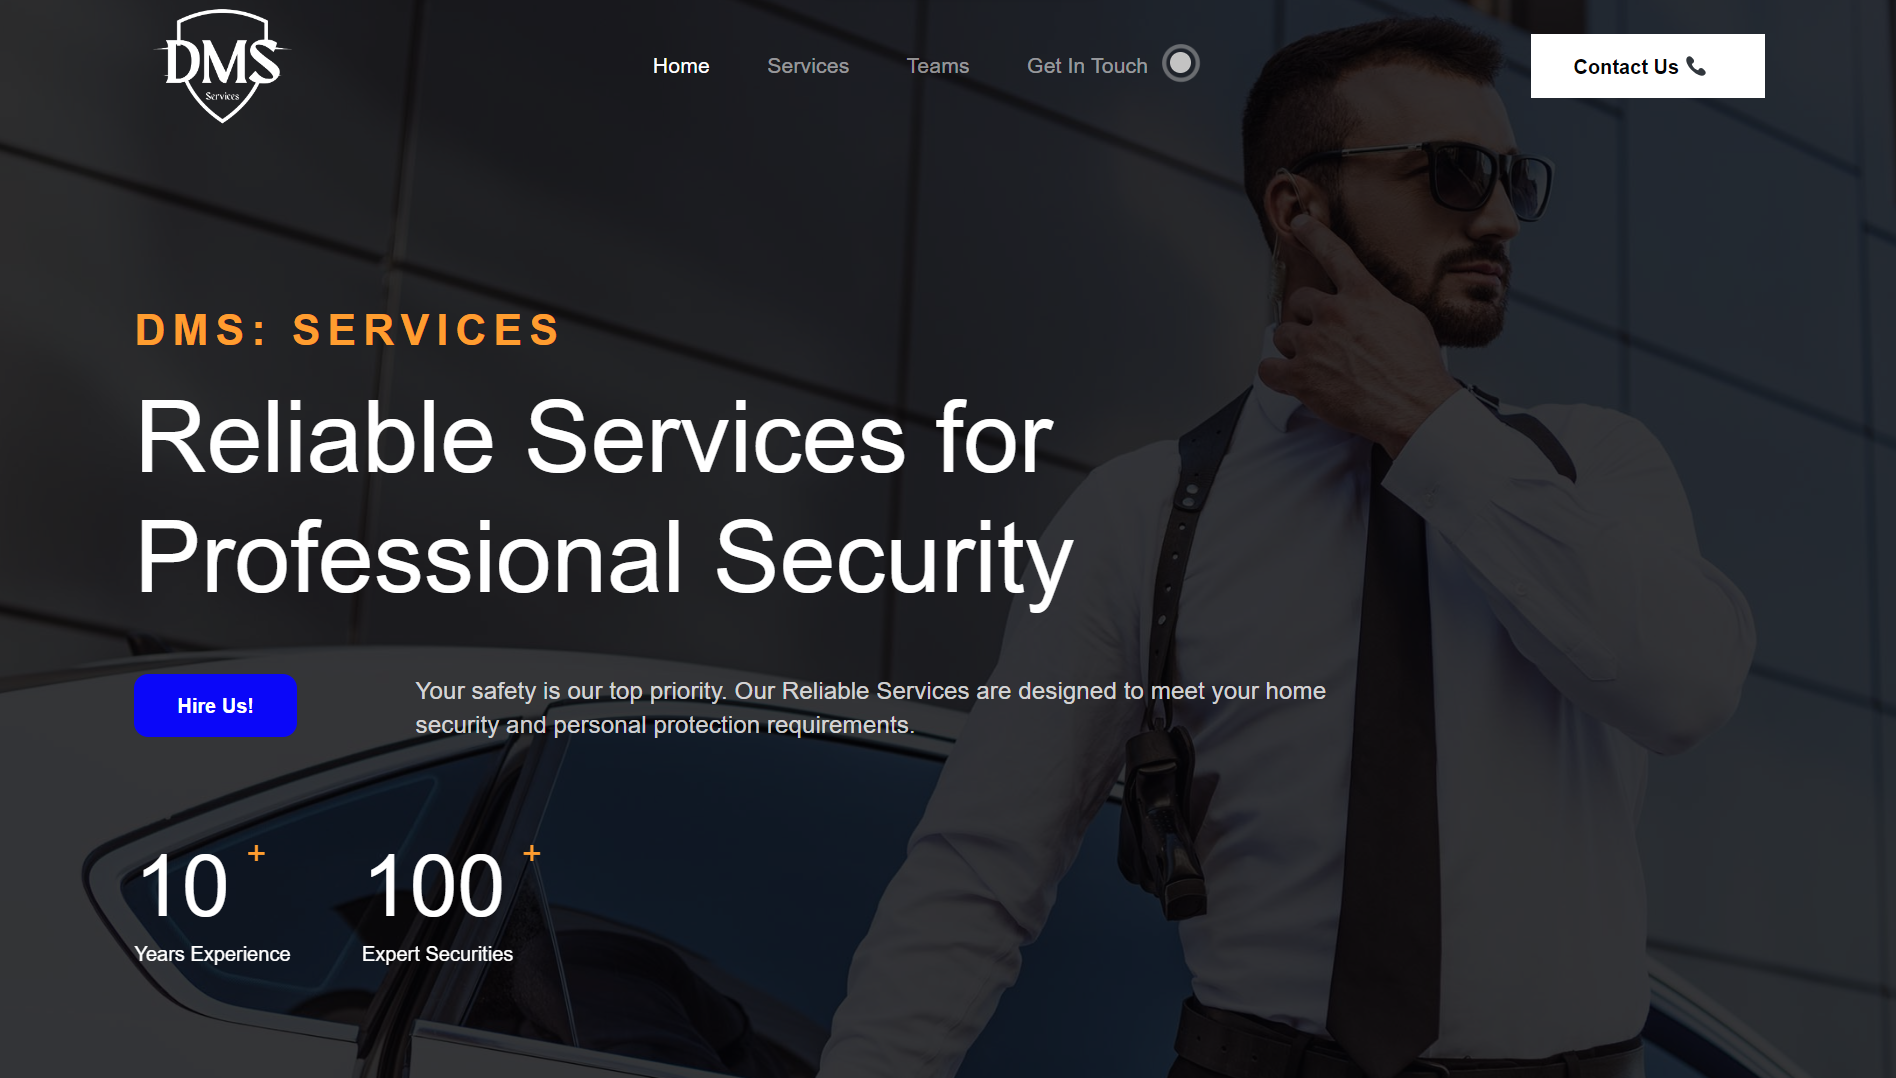 DMS
Services
Home
Services
Teams
Get In Touch
Contact Us
DMS: SERVICES
Reliable Services for
Professional Security
Hire Us!
Your safety is our top priority. Our Reliable Services are designed to meet your home
security and personal protection requirements.
10+
100+
Years Experience
Expert Securities